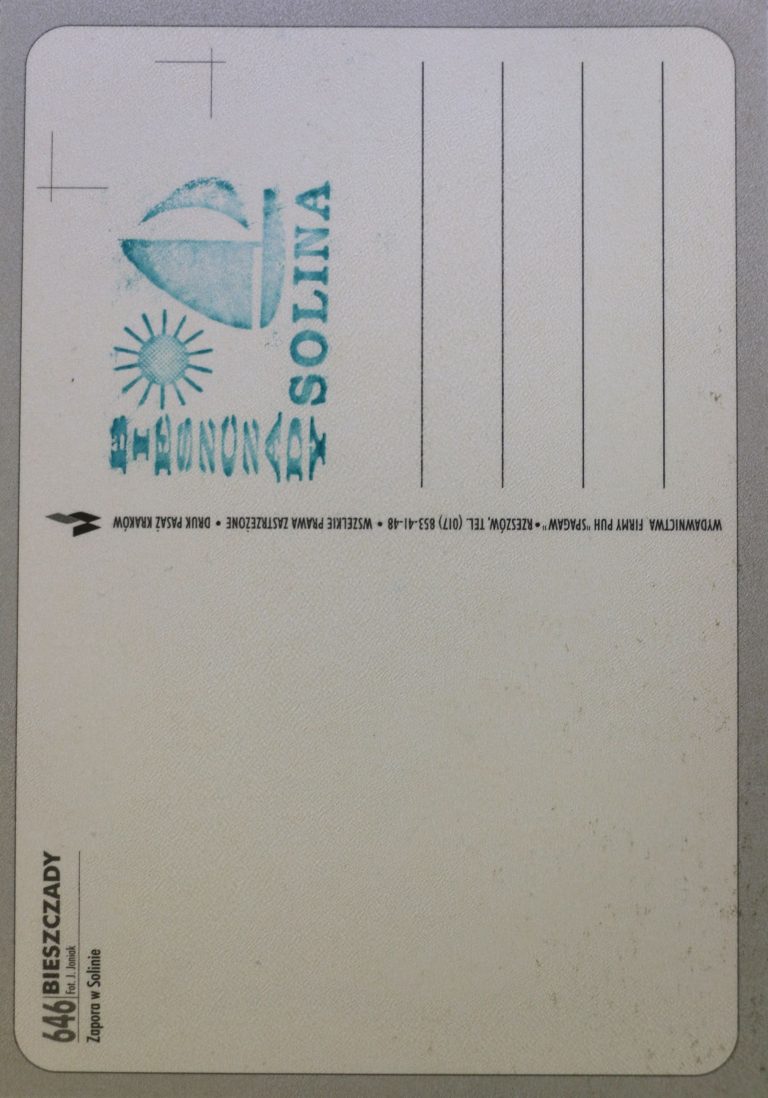 646 BIESZCZADY
Fot. J. Joniak
Zapora w Solinie
WYDAWNICTWA FIRMY PUH "SPAGAW" • RZESZÓW, TEL. (017) 853-41-48 • WSZELKIE PRAWA ZASTRZEŻONE • DRUK PASAŻ KRAKÓW
BIESZCZADY
SOLINA